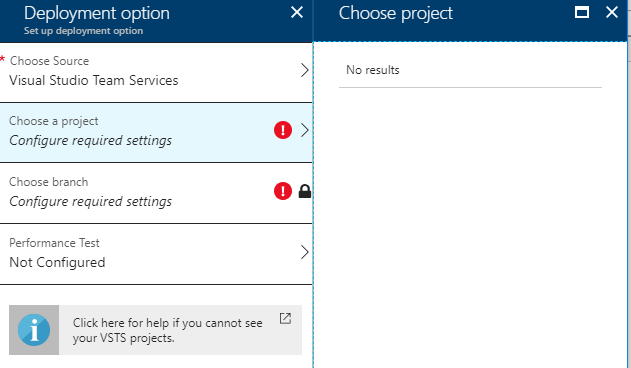 Deployment option
Set up deployment option
* Choose Source
Visual Studio Team Services
Choose a project
Configure required settings
!
Choose branch
Configure required settings
!
Performance Test
Not Configured
i
Click here for help if you cannot see
your VSTS projects.
Choose project
No results